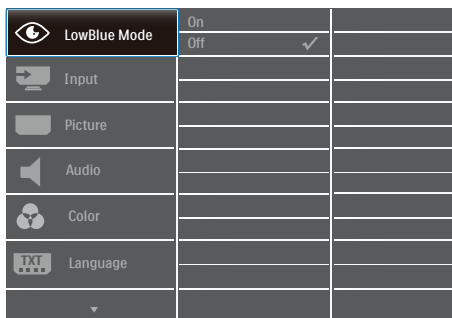 LowBlue Mode
On
Off
Input
Picture
Audio
Color
TXT
Language